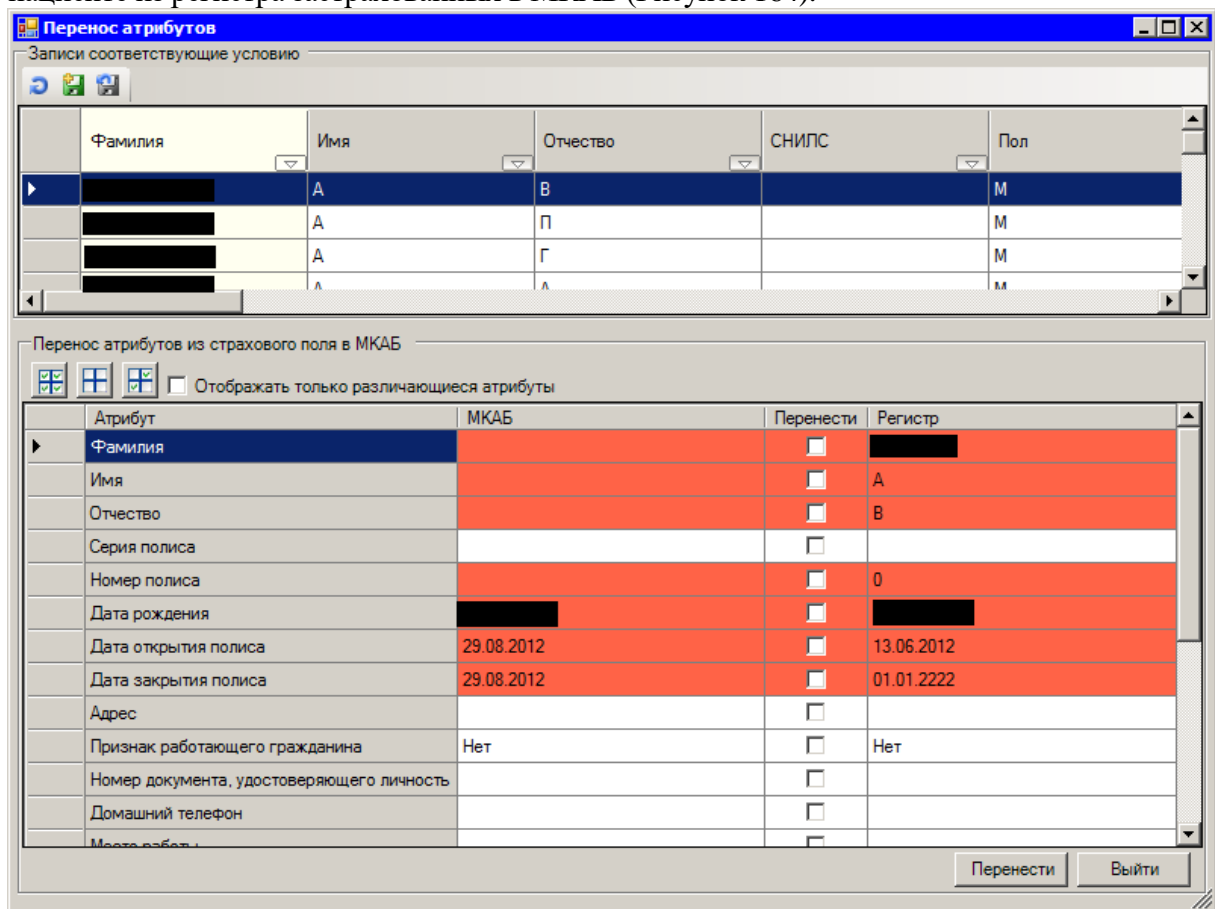 Перенос атрибутов
Записи соответствующие условию
Фамилия Имя Отчество СНИЛС Пол
А В М
А П М
А Г М
А А М
Перенос атрибутов из страхового поля в МКАБ
Отображать только различающиеся атрибуты
Атрибут МКАБ Перенести Регистр
Фамилия
Имя А
Отчество В
Серия полиса
Номер полиса 0
Дата рождения
Дата открытия полиса 29.08.2012 13.06.2012
Дата закрытия полиса 29.08.2012 01.01.2222
Адрес
Признак работающего гражданина Нет Нет
Номер документа, удостоверяющего личность
Домашний телефон
Место работы
Перенести Выйти